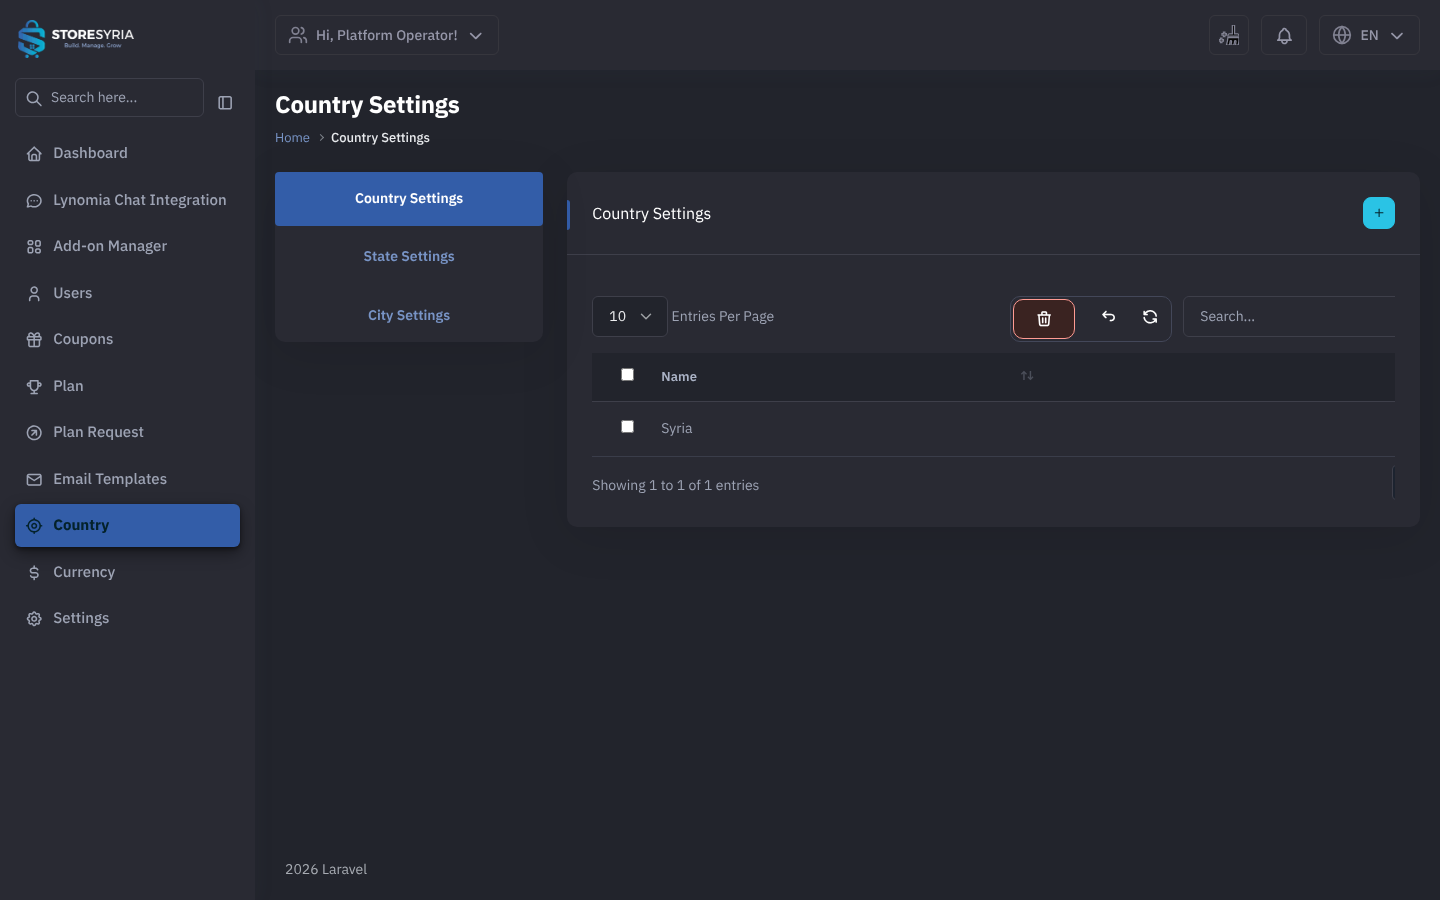 STORESYRIA
Build. Manage. Grow
Hi, Platform Operator!
EN
Search here...
Dashboard
Lynomia Chat Integration
Add-on Manager
Users
Coupons
Plan
Plan Request
Email Templates
Country
Currency
Settings
Country Settings
Home > Country Settings
Country Settings
State Settings
City Settings
Country Settings
+
10 Entries Per Page
Search...
Name
Syria
Showing 1 to 1 of 1 entries
2026 Laravel